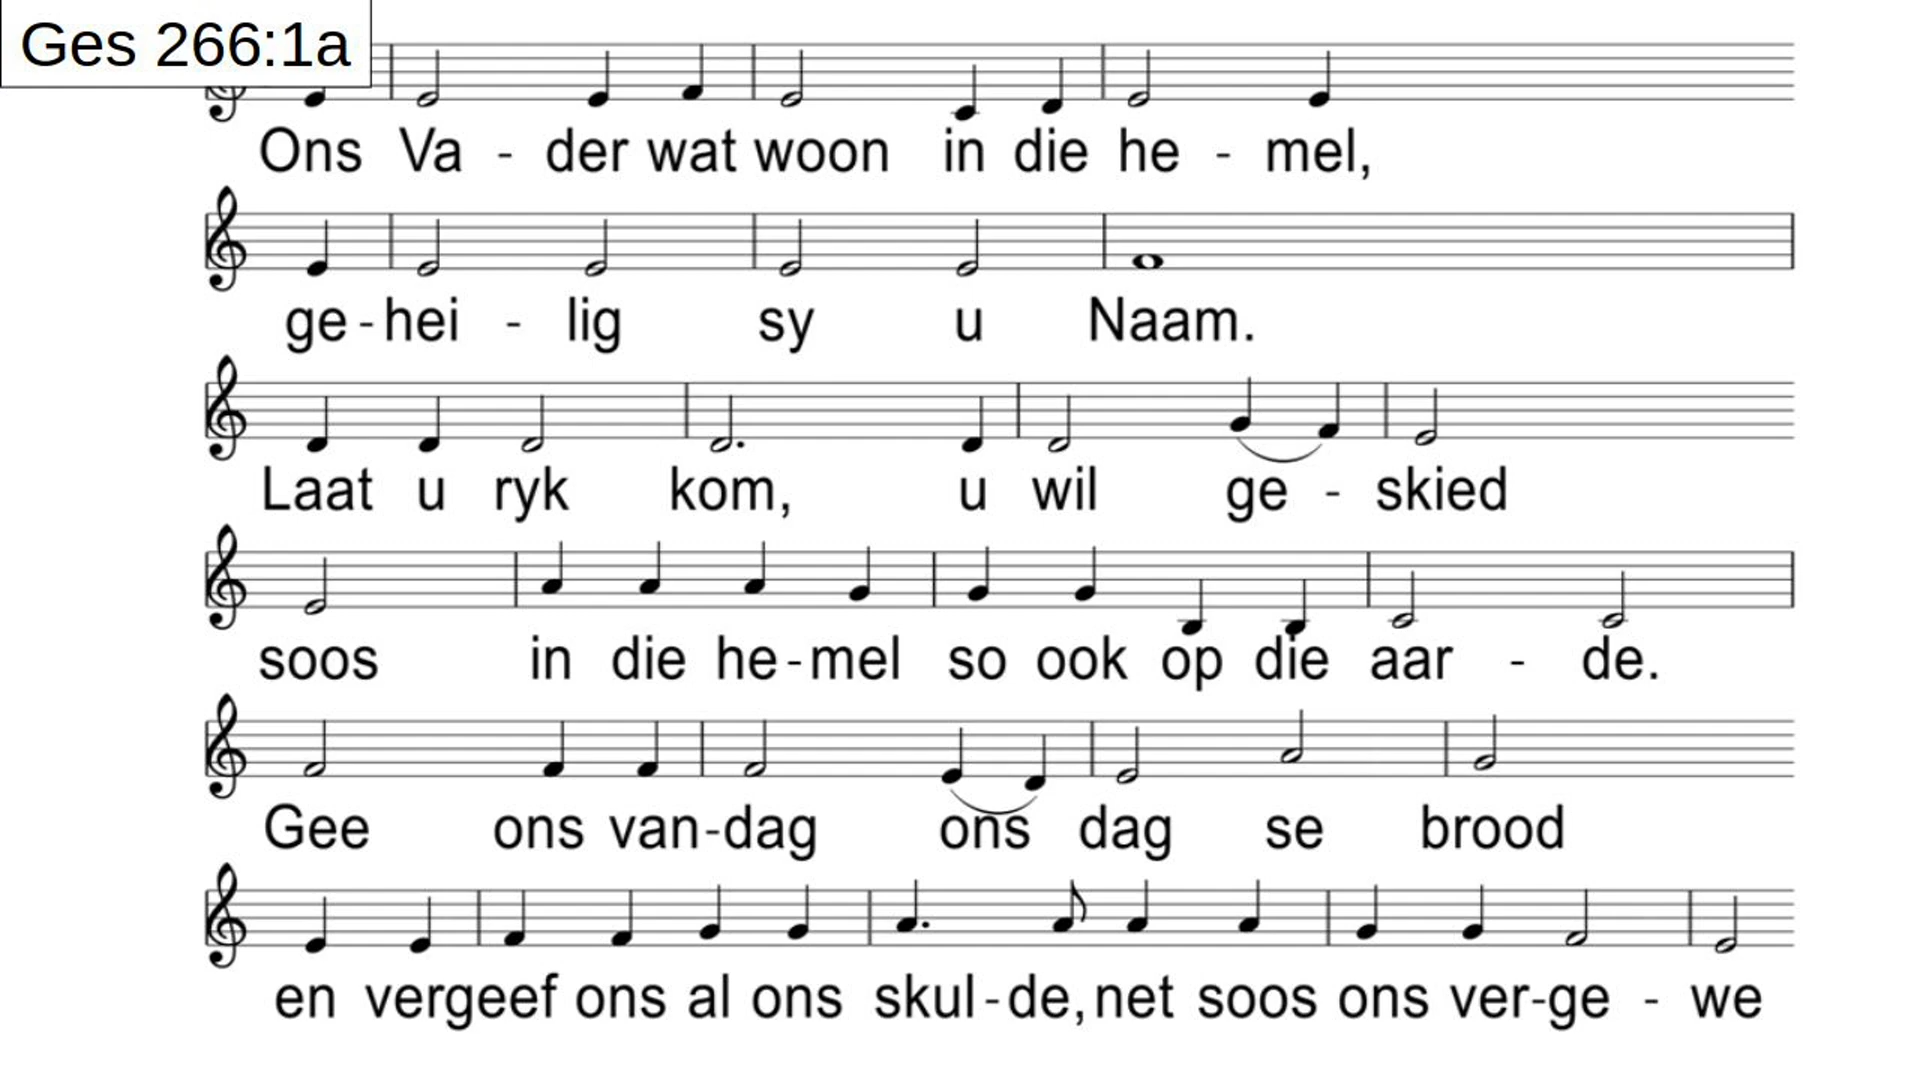 Ges 266:1a
Ons Va - der wat woon in die he - mel,
ge - hei - lig sy u Naam.
Laat u ryk kom, u wil ge - skied
soos in die he - mel so ook op die aar - de.
Gee ons van - dag ons dag se brood
en vergeef ons al ons skul - de, net soos ons ver - ge - we